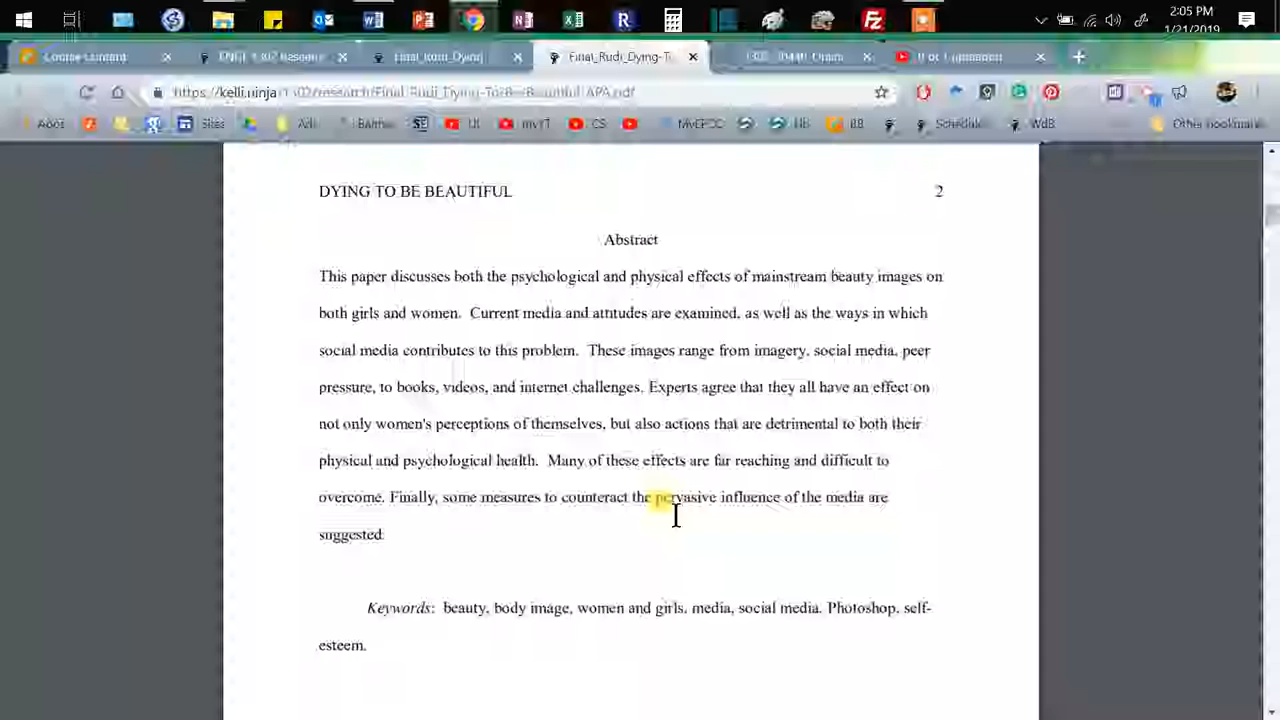 2:05 PM
1/21/2019
Course Content
Final_Rudi_Dying-To
https://kelli.ninja
DYING TO BE BEAUTIFUL 2
Abstract
This paper discusses both the psychological and physical effects of mainstream beauty images on
both girls and women. Current media and attitudes are examined, as well as the ways in which
social media contributes to this problem. These images range from imagery, social media, peer
pressure, to books, videos, and internet challenges. Experts agree that they all have an effect on
not only women's perceptions of themselves, but also actions that are detrimental to both their
physical and psychological health. Many of these effects are far reaching and difficult to
overcome. Finally, some measures to counteract the pervasive influence of the media are
suggested.
Keywords: beauty, body image, women and girls, media, social media, Photoshop, self-
esteem.